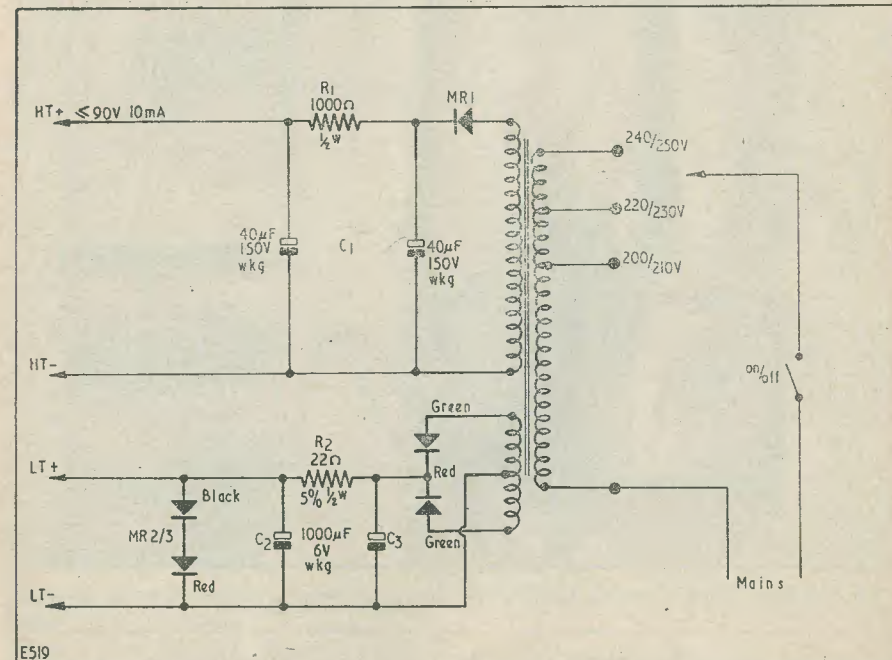 HT+ ≤90V 10mA
R1
1000Ω
½w
MR1
240/250V
220/230V
200/210V
40µF
150V
wkg
C1
40µF
150V
wkg
HT-
on/off
Green
LT+
Black
R2
22Ω
5% ½w
Red
MR2/3
C2
1000µF
6V
wkg
C3
Green
Red
LT-
Mains
E519